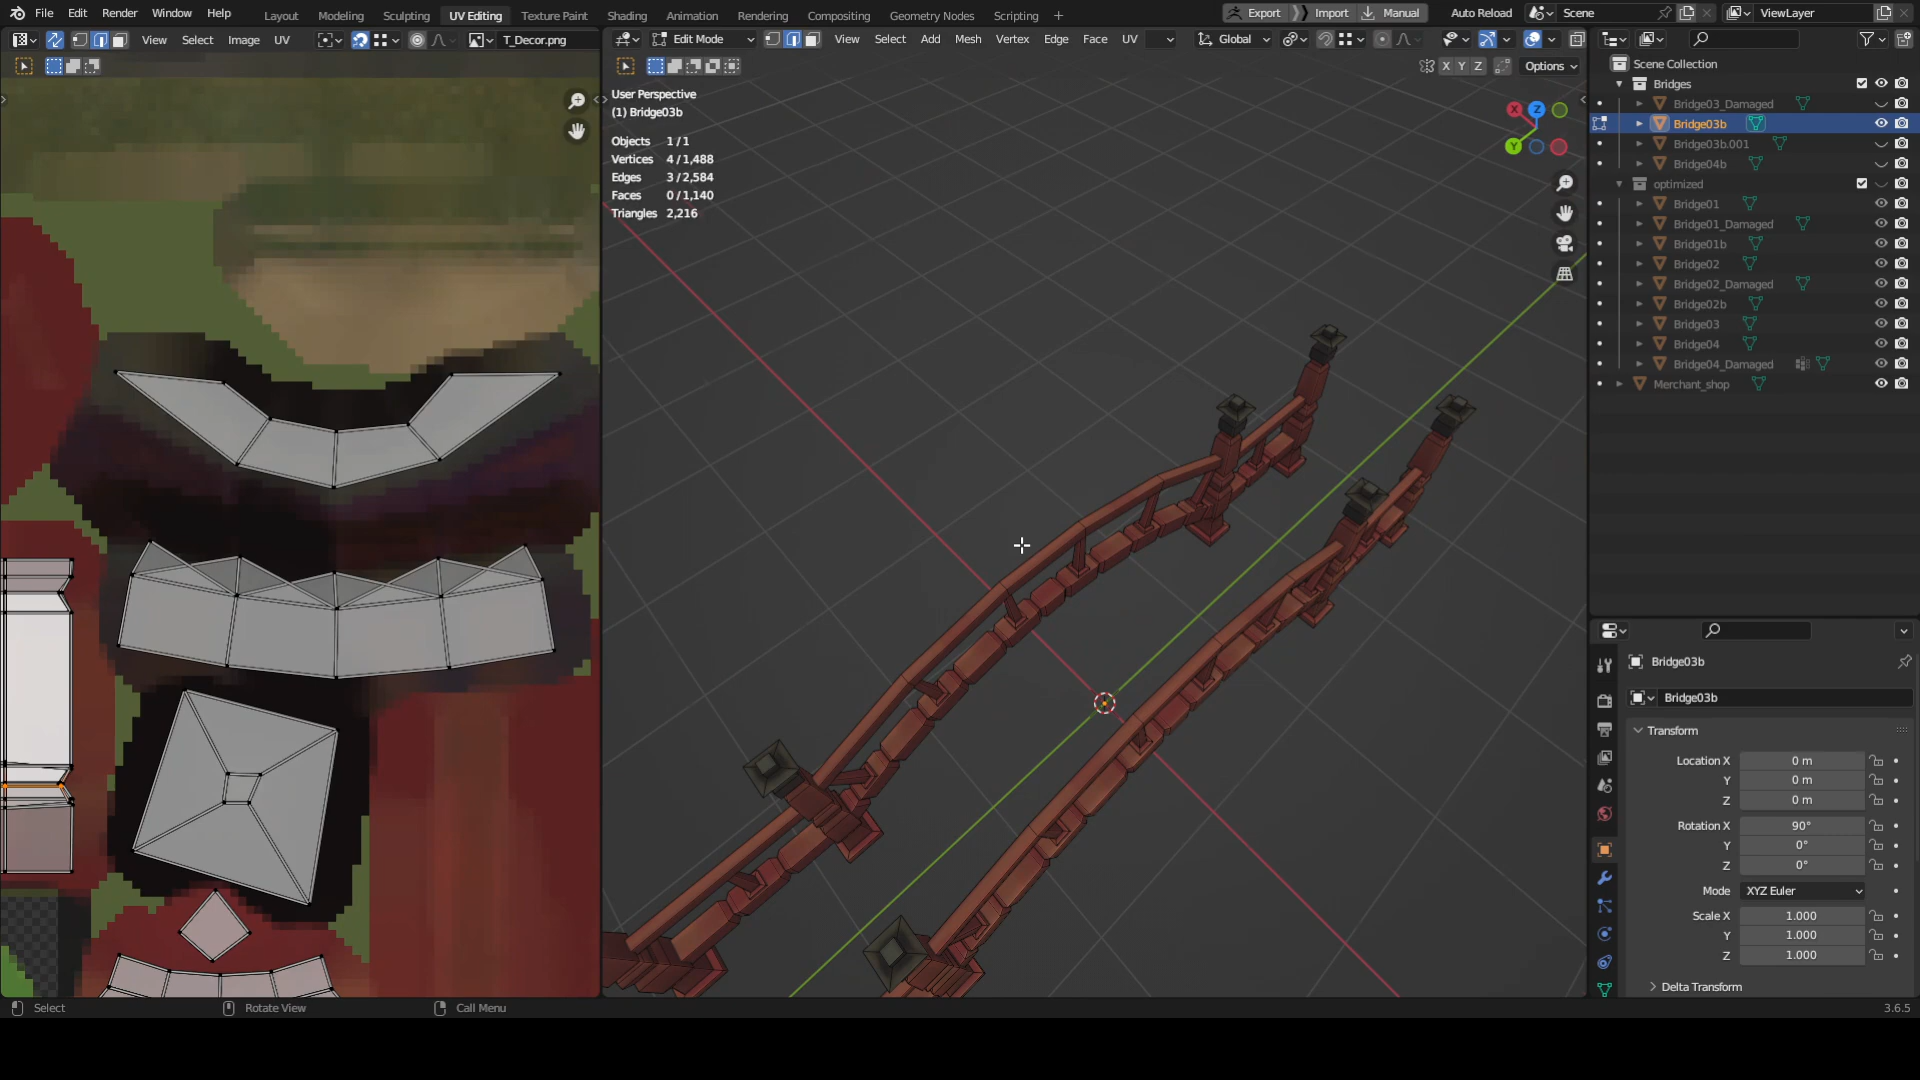 File Edit Render Window Help Layout Modeling Sculpting UV Editing Texture Paint Shading Animation Rendering Compositing Geometry Nodes Scripting + Export Import Manual Auto Reload Scene ViewLayer
View Select Image UV T_Decor.png Edit Mode View Select Add Mesh Vertex Edge Face UV Global
X Y Z Options
User Perspective
(1) Bridge03b
Objects 1/1
Vertices 4/1,488
Edges 3/2,584
Faces 0/1,140
Triangles 2,216
X Z
Y
Scene Collection
Bridges
Bridge03_Damaged
Bridge03b
Bridge03b.001
Bridge04b
optimized
Bridge01
Bridge01_Damaged
Bridge01b
Bridge02
Bridge02_Damaged
Bridge02b
Bridge03
Bridge04
Bridge04_Damaged
Merchant_shop
Bridge03b
Bridge03b
Transform
Location X 0 m
Y 0 m
Z 0 m
Rotation X 90°
Y 0°
Z 0°
Mode XYZ Euler
Scale X 1.000
Y 1.000
Z 1.000
Delta Transform
Select Rotate View Call Menu 3.6.5